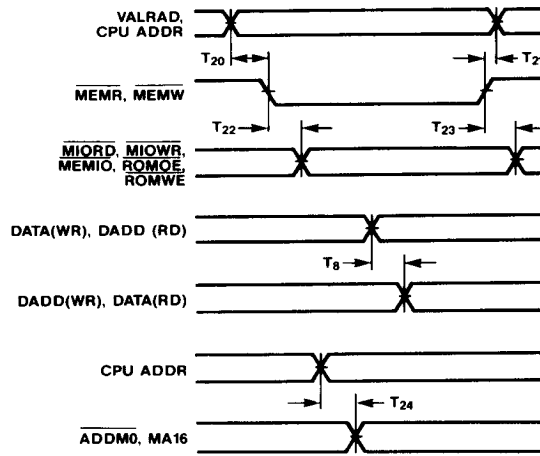 VALRAD,
CPU ADDR
T20
T21
MEMR, MEMW
T22
T23
MIORD, MIOWR,
MEMIO, ROMOE,
ROMWE
DATA(WR), DADD (RD)
T8
DADD(WR), DATA(RD)
CPU ADDR
T24
ADDM0, MA16